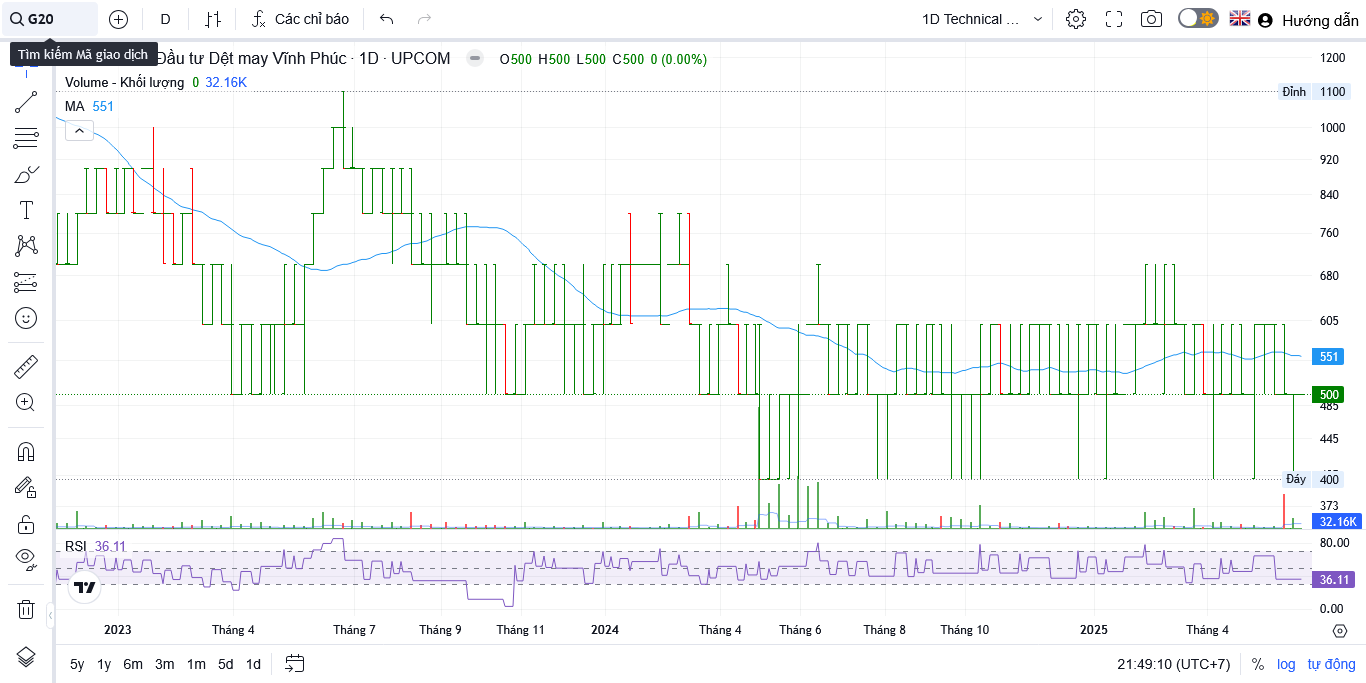 G20
D
Các chỉ báo
1D Technical ...
Hướng dẫn
Tìm kiếm Mã giao dịch
Đầu tư Dệt may Vĩnh Phúc · 1D · UPCOM
O500 H500 L500 C500 0 (0.00%)
Volume - Khối lượng 0 32.16K
MA 551
1200
Đỉnh 1100
1000
920
840
760
680
605
551
500
485
445
Đáy 400
373
32.16K
RSI 36.11
80.00
36.11
0.00
2023
Tháng 4
Tháng 7
Tháng 9
Tháng 11
2024
Tháng 4
Tháng 6
Tháng 8
Tháng 10
2025
Tháng 4
5y 1y 6m 3m 1m 5d 1d
21:49:10 (UTC+7)
% log tự động